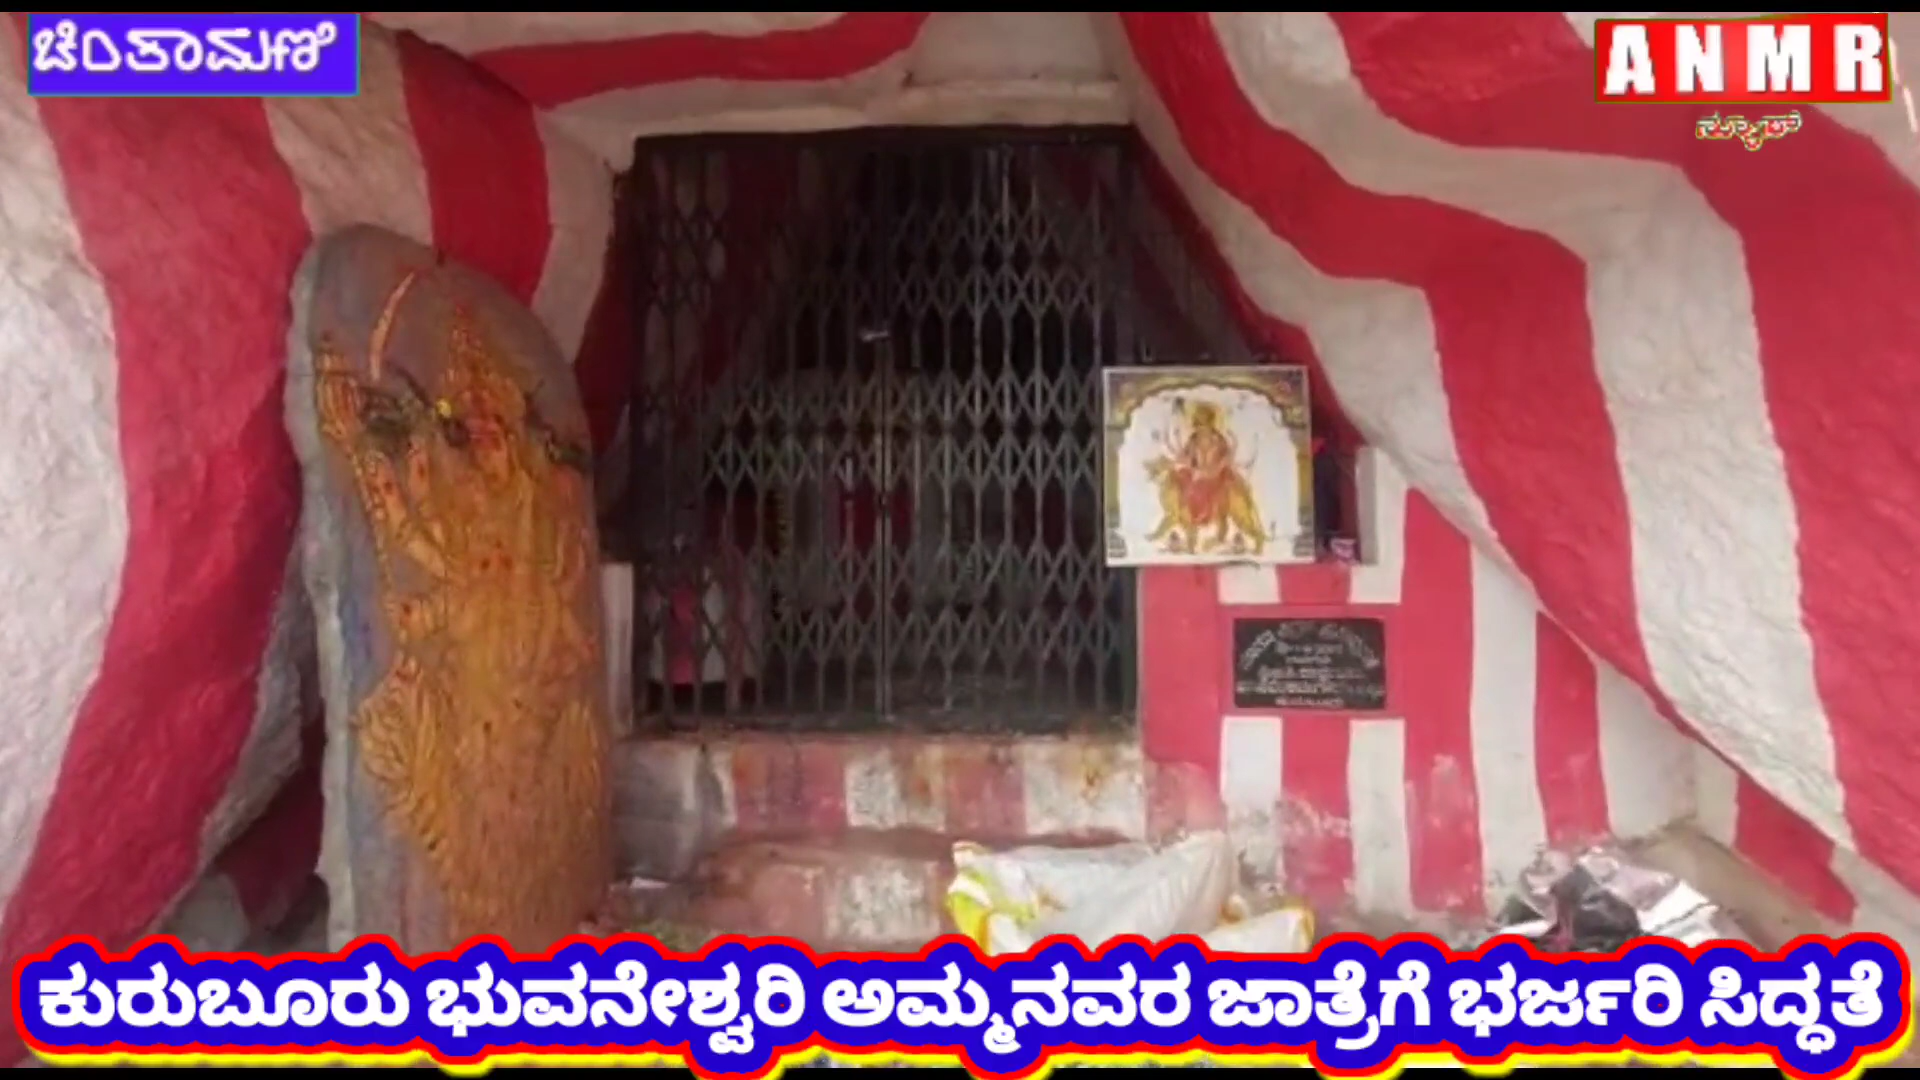 ಚಿಂತಾಮಣಿ
ANMR
ನ್ಯೂಸ್
ಕುರುಬೂರು ಭುವನೇಶ್ವರಿ ಅಮ್ಮನವರ ಜಾತ್ರೆಗೆ ಭರ್ಜರಿ ಸಿದ್ಧತೆ